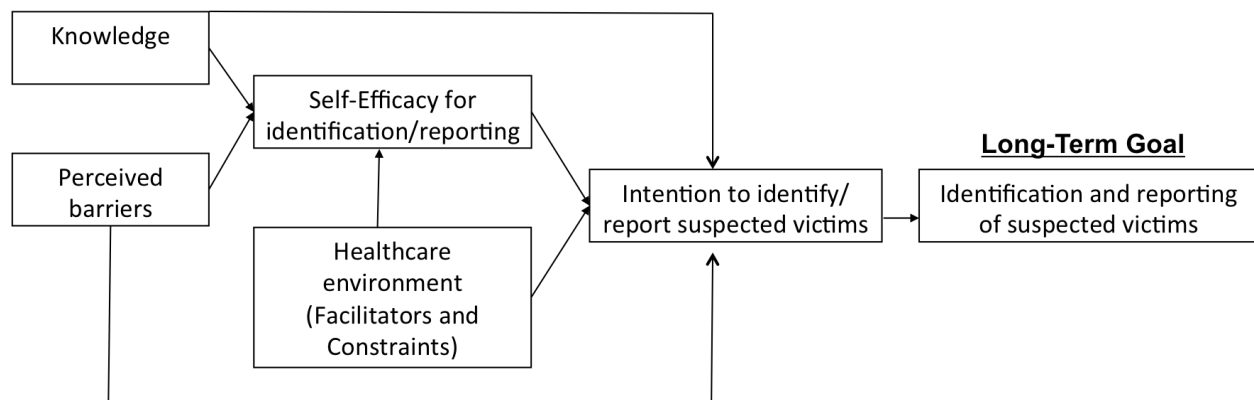 Knowledge
Self-Efficacy for
identification/reporting
Perceived
barriers
Healthcare
environment
(Facilitators and
Constraints)
Intention to identify/
report suspected victims
Long-Term Goal
Identification and reporting
of suspected victims